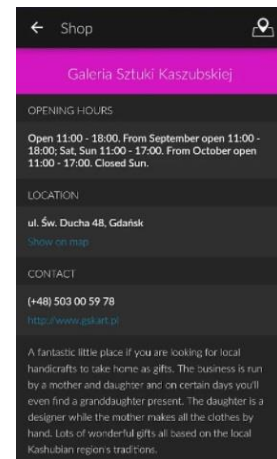 Shop
Galeria Sztuki Kaszubskiej
OPENING HOURS
Open 11:00 - 18:00. From September open 11:00 -
18:00; Sat, Sun 11:00 - 17:00. From October open
11:00 - 17:00. Closed Sun.
LOCATION
ul. Św. Ducha 48, Gdańsk
Show on map
CONTACT
(+48) 503 00 59 78
http://www.gskart.pl
A fantastic little place if you are looking for local
handicrafts to take home as gifts. The business is run
by a mother and daughter and on certain days you'll
even find a granddaughter present. The daughter is a
designer while the mother makes all the clothes by
hand. Lots of wonderful gifts all based on the local
Kashubian region's traditions.